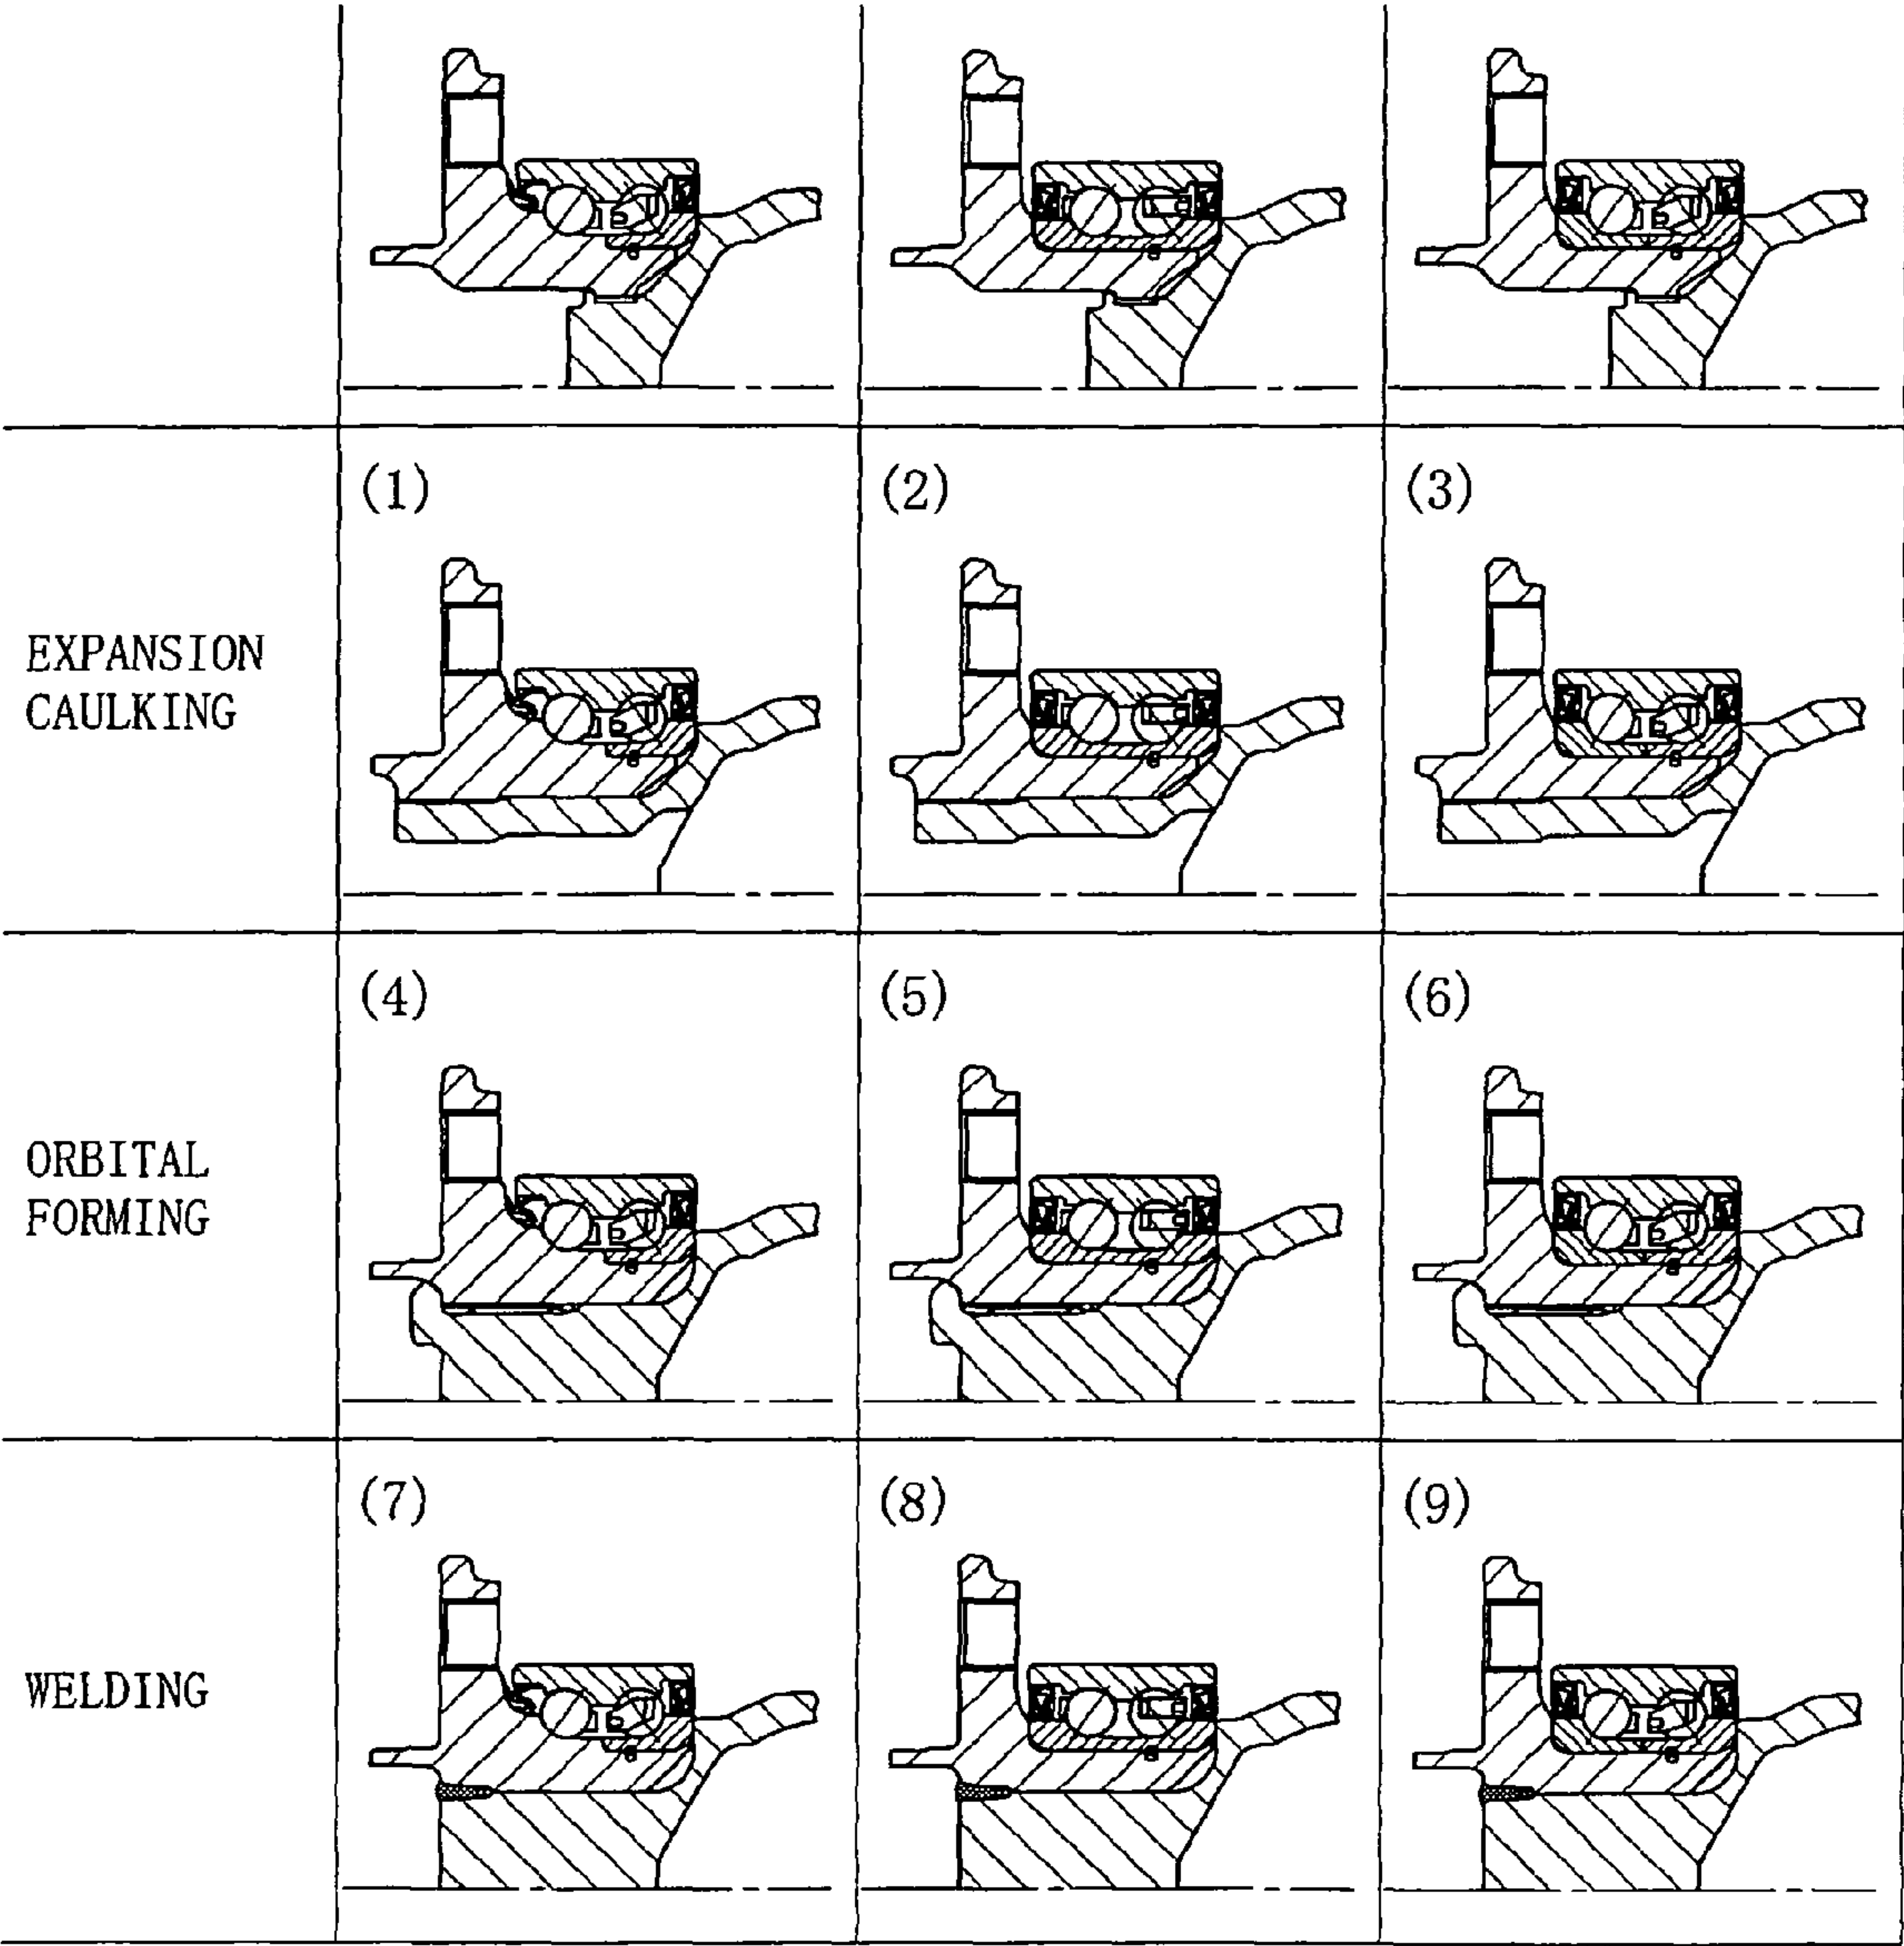 (1)
(2)
(3)
EXPANSION
CAULKING
(4)
(5)
(6)
ORBITAL
FORMING
(7)
(8)
(9)
WELDING